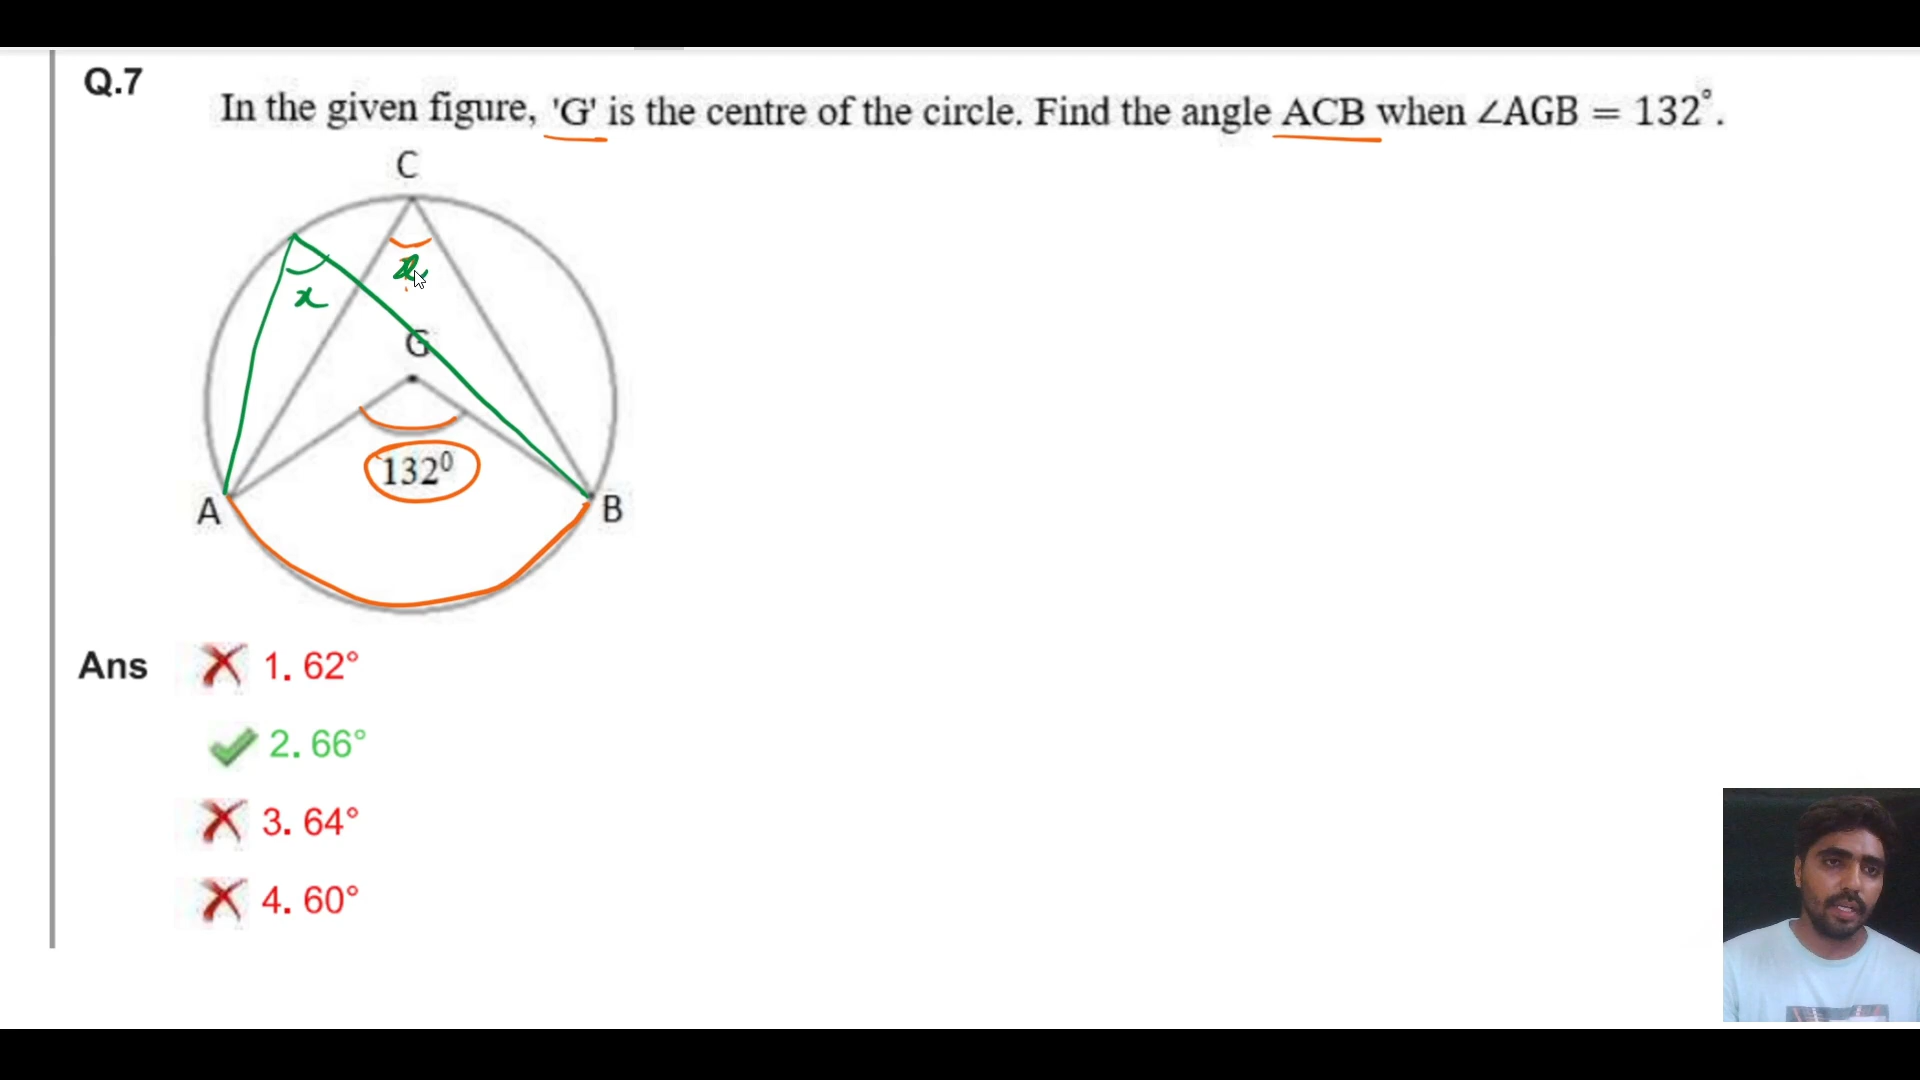 Q.7
In the given figure, 'G' is the centre of the circle. Find the angle ACB when ∠AGB = 132°.
C
x
x
G
132⁰
A
B
Ans
1. 62°
2. 66°
3. 64°
4. 60°